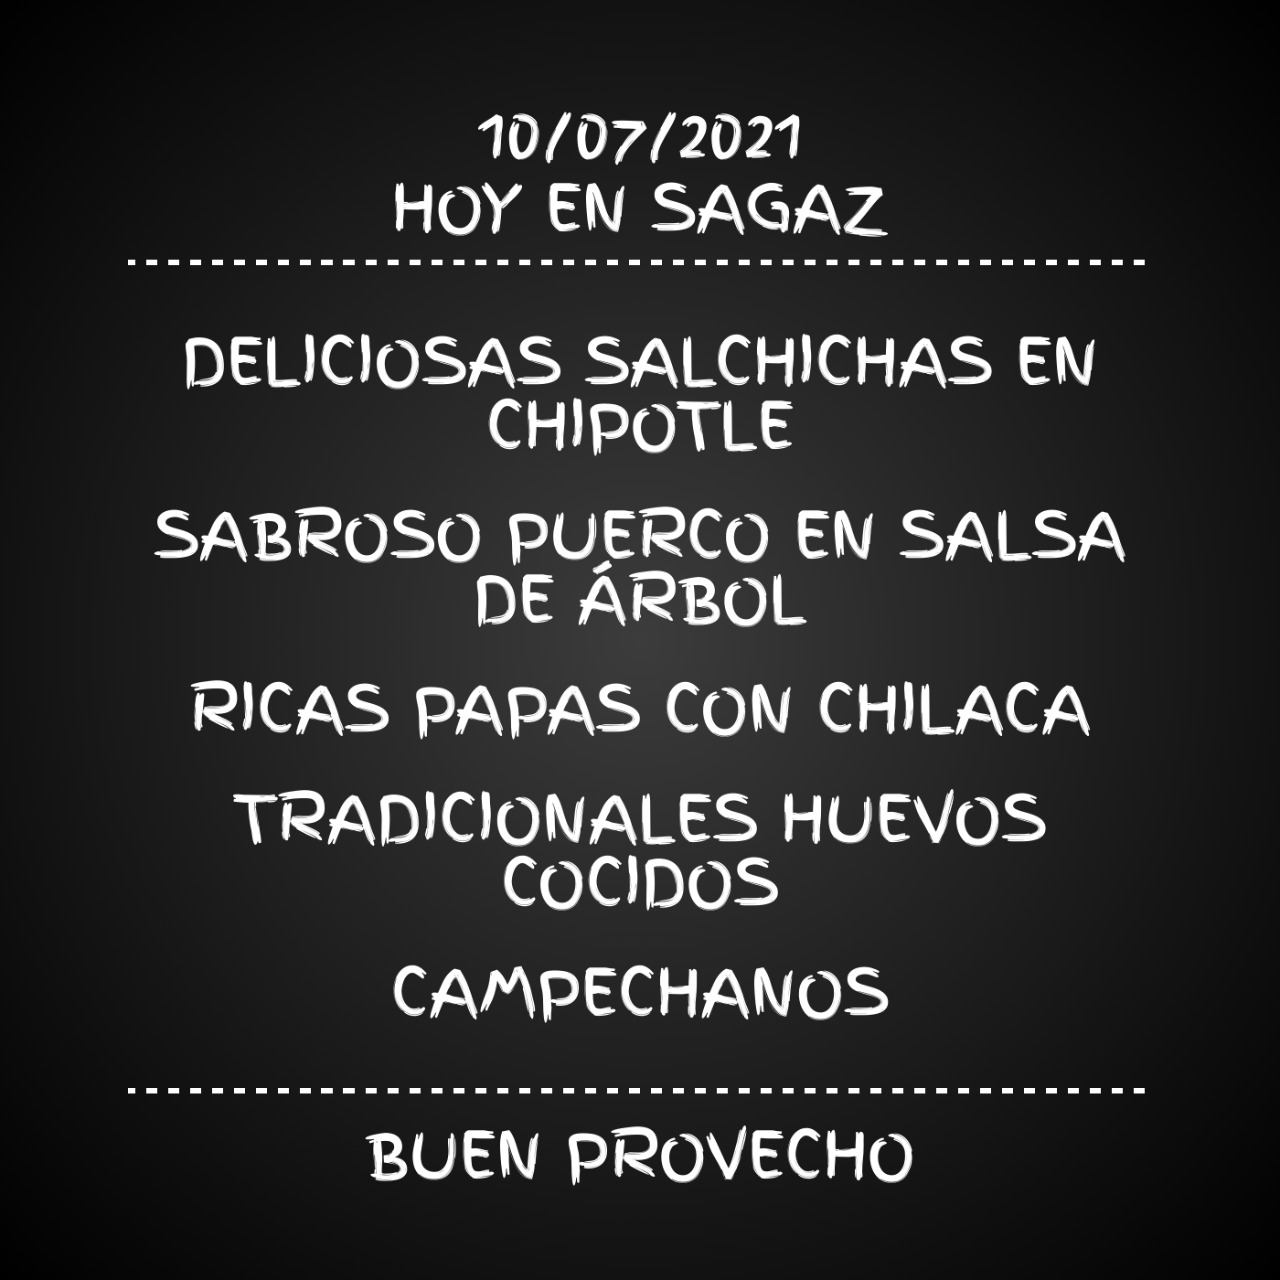 10/07/2021
HOY EN SAGAZ
DELICIOSAS SALCHICHAS EN
CHIPOTLE
SABROSO PUERCO EN SALSA
DE ÁRBOL
RICAS PAPAS CON CHILACA
TRADICIONALES HUEVOS
COCIDOS
CAMPECHANOS
BUEN PROVECHO